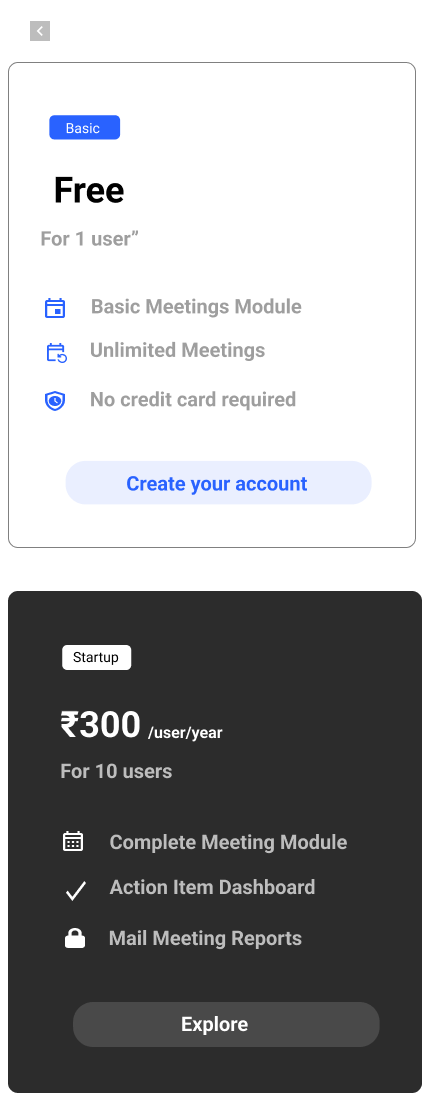 Basic
Free
For 1 user”
Basic Meetings Module
Unlimited Meetings
No credit card required
Create your account
Startup
₹300 /user/year
For 10 users
Complete Meeting Module
Action Item Dashboard
Mail Meeting Reports
Explore